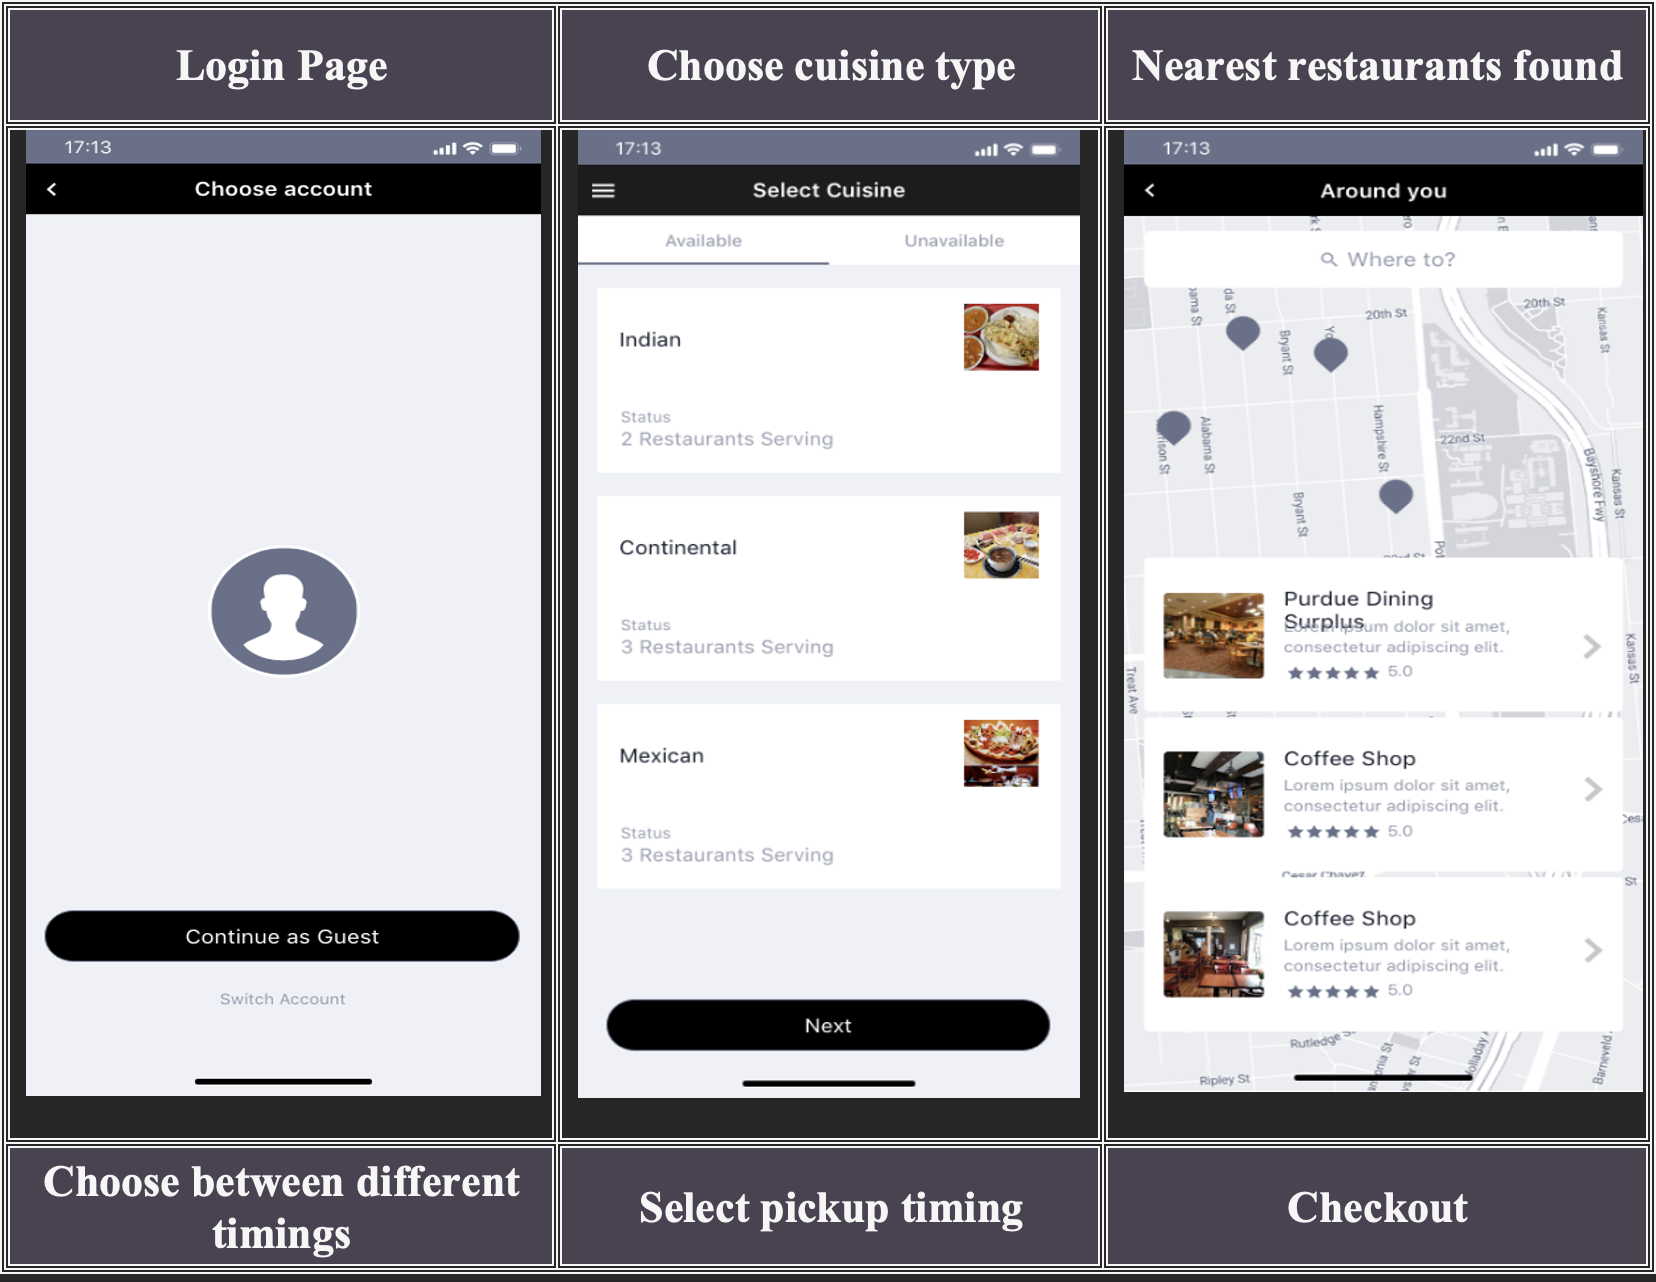 Login Page
Choose cuisine type
Nearest restaurants found
17:13
Choose account
Continue as Guest
Switch Account
17:13
Select Cuisine
Available
Unavailable
Indian
Status
2 Restaurants Serving
Continental
Status
3 Restaurants Serving
Mexican
Status
3 Restaurants Serving
Next
17:13
Around you
Where to?
20th St
20th St
Kansas St
Bryant St
Alabama St
Hampshire St
22nd St
Bayshore Fwy
Kansas St
Bryant St
Purdue Dining
Surplus
Lorem ipsum dolor sit amet,
consectetur adipiscing elit.
5.0
Kansas St
Treat Ave
Coffee Shop
Lorem ipsum dolor sit amet,
consectetur adipiscing elit.
5.0
Cesar Chavez
St
Coffee Shop
Lorem ipsum dolor sit amet,
consectetur adipiscing elit.
5.0
Rutledge
Ripley St
Choose between different
timings
Select pickup timing
Checkout